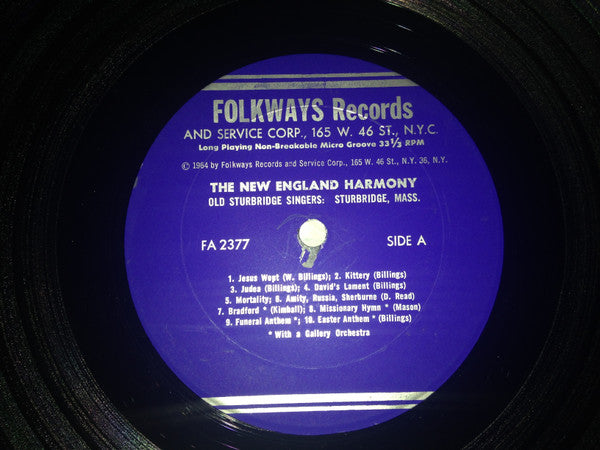 FOLKWAYS Records
AND SERVICE CORP., 165 W. 46 ST., N.Y.C.
Long Playing Non-Breakable Micro Groove 33 1/3 RPM
© 1964 by Folkways Records and Service Corp., 165 W. 46 St., N.Y. 36, N.Y.
THE NEW ENGLAND HARMONY
OLD STURBRIDGE SINGERS: STURBRIDGE, MASS.
FA 2377 SIDE A
1. Jesus Wept (W. Billings); 2. Kittery (Billings)
3. Judea (Billings); 4. David's Lament (Billings)
5. Mortality; 6. Amity, Russia, Sherburne (D. Read)
7. Bradford * (Kimball); 8. Missionary Hymn * (Mason)
9. Funeral Anthem *; 10. Easter Anthem * (Billings)
* With a Gallery Orchestra